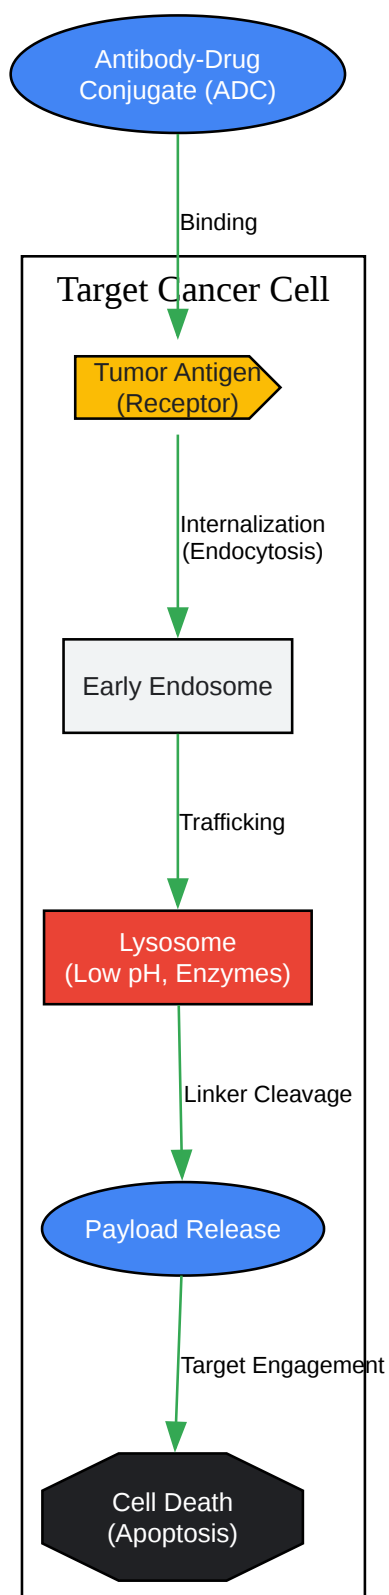 Antibody-Drug
Conjugate (ADC)
Binding
Target Cancer Cell
Tumor Antigen
(Receptor)
Internalization
(Endocytosis)
Early Endosome
Trafficking
Lysosome
(Low pH, Enzymes)
Linker Cleavage
Payload Release
Target Engagement
Cell Death
(Apoptosis)